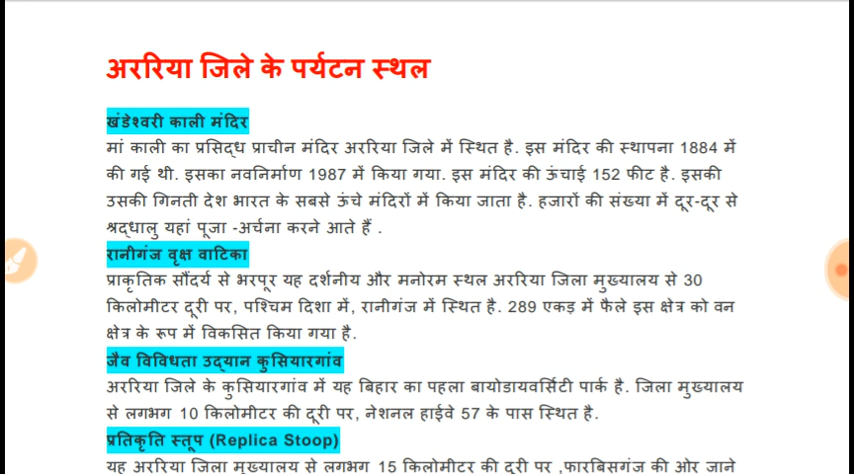 अररिया जिले के पर्यटन स्थल
खंडेश्वरी काली मंदिर
मां काली का प्रसिद्ध प्राचीन मंदिर अररिया जिले में स्थित है. इस मंदिर की स्थापना 1884 में
की गई थी. इसका नवनिर्माण 1987 में किया गया. इस मंदिर की ऊंचाई 152 फीट है. इसकी
उसकी गिनती देश भारत के सबसे ऊंचे मंदिरों में किया जाता है. हजारों की संख्या में दूर-दूर से
श्रद्धालु यहां पूजा -अर्चना करने आते हैं .
रानीगंज वृक्ष वाटिका
प्राकृतिक सौंदर्य से भरपूर यह दर्शनीय और मनोरम स्थल अररिया जिला मुख्यालय से 30
किलोमीटर दूरी पर, पश्चिम दिशा में, रानीगंज में स्थित है. 289 एकड़ में फैले इस क्षेत्र को वन
क्षेत्र के रूप में विकसित किया गया है.
जैव विविधता उद्यान कुसियारगांव
अररिया जिले के कुसियारगांव में यह बिहार का पहला बायोडायवर्सिटी पार्क है. जिला मुख्यालय
से लगभग 10 किलोमीटर की दूरी पर, नेशनल हाईवे 57 के पास स्थित है.
प्रतिकृति स्तूप (Replica Stoop)
यह अररिया जिला मुख्यालय से लगभग 15 किलोमीटर की दूरी पर ,फारबिसगंज की ओर जाने